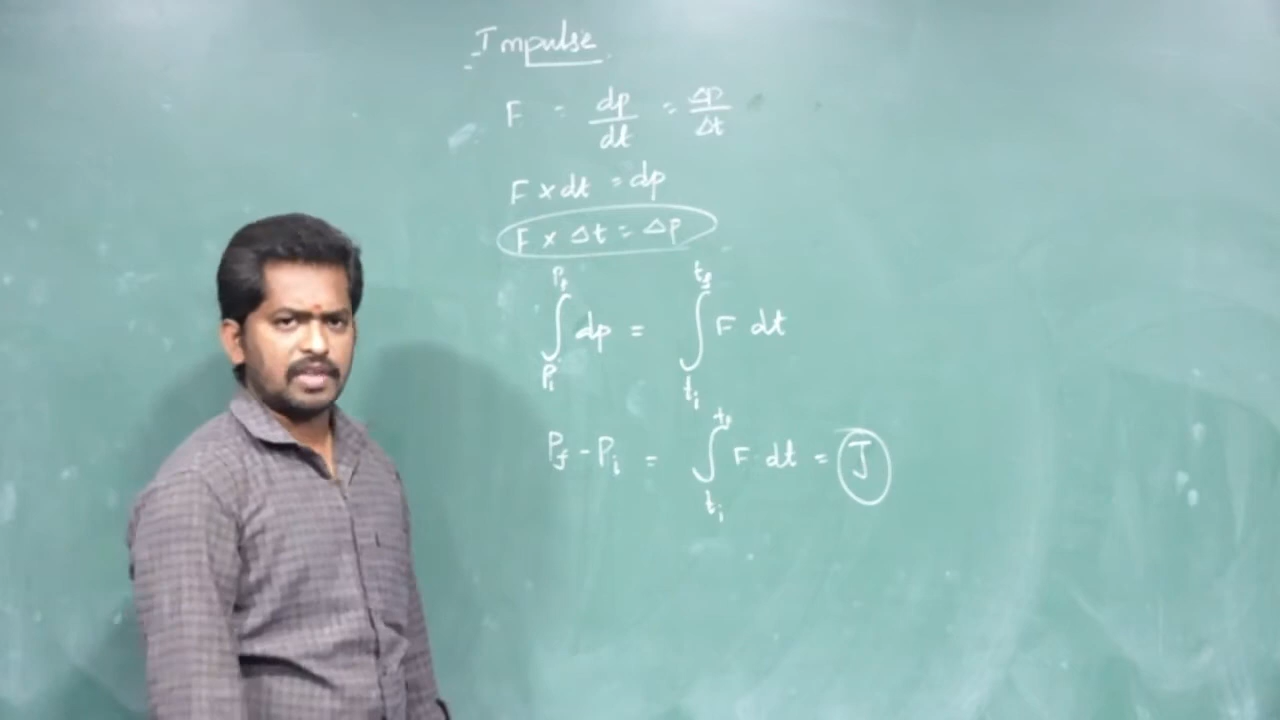 Impulse
F = dp/dt = Δp/Δt
F × dt = dp
F × Δt = ΔP
∫_{Pi}^{Pf} dp = ∫_{ti}^{tf} F dt
Pf - Pi = ∫_{ti}^{tf} F dt = J